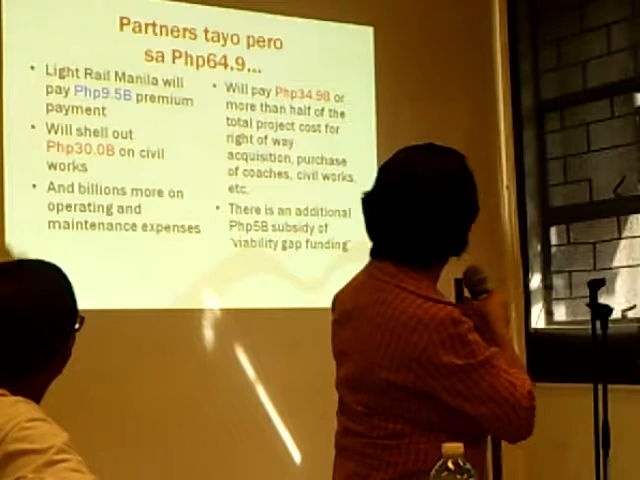 Partners tayo pero
sa Php64.9...
• Light Rail Manila will
pay Php9.5B premium
payment
• Will shell out
Php30.0B on civil
works
• And billions more on
operating and
maintenance expenses
• Will pay Php34.9B or
more than half of the
total project cost for
right of way
acquisition, purchase
of coaches, civil works,
etc.
• There is an additional
Php5B subsidy of
"viability gap funding"